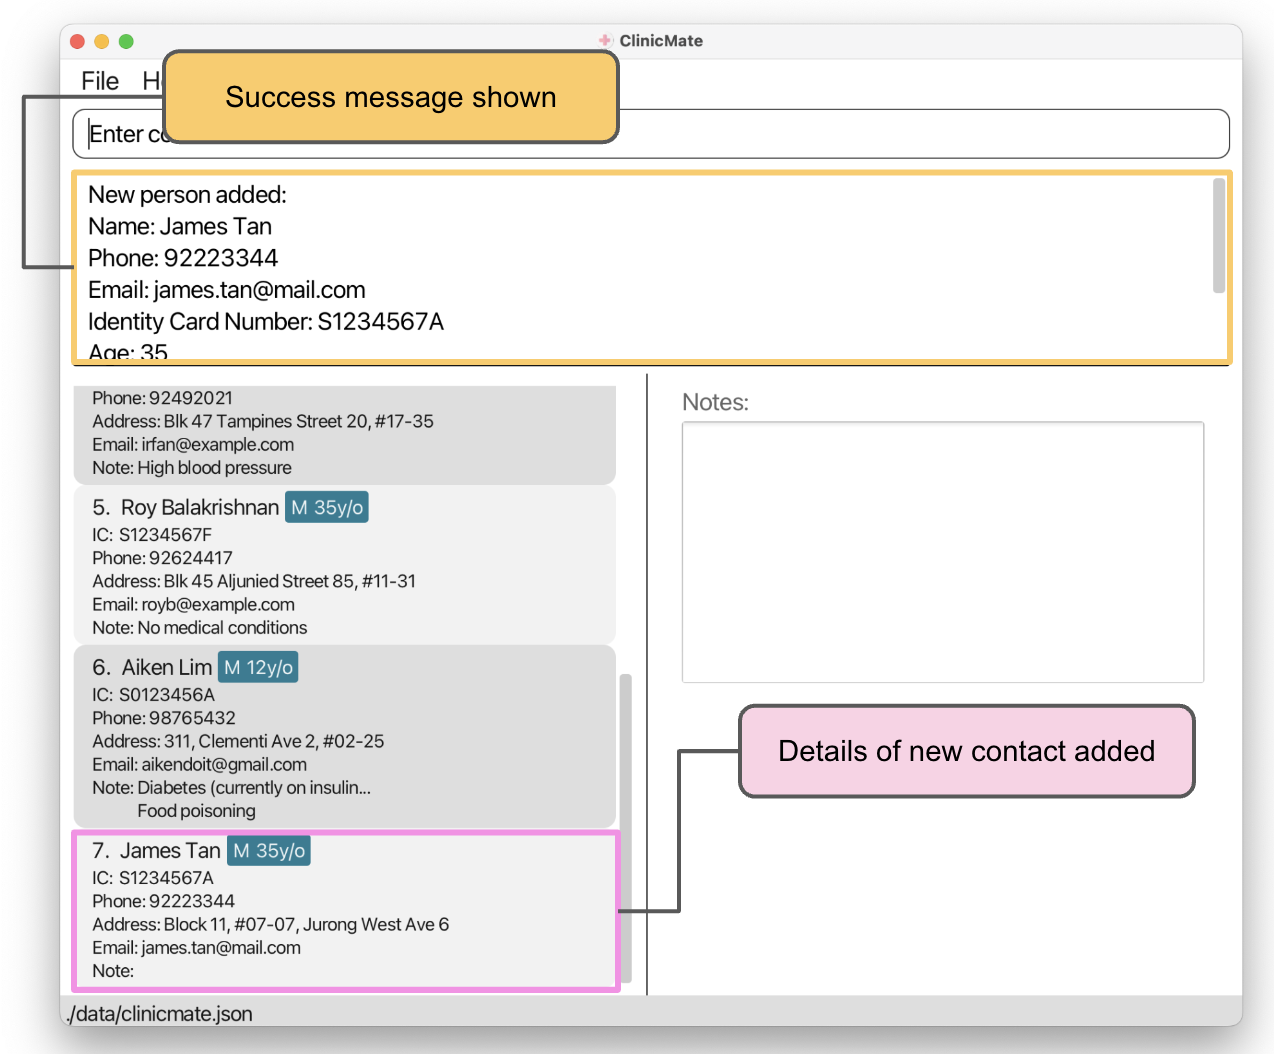 ClinicMate
File
Success message shown
Enter
New person added:
Name: James Tan
Phone: 92223344
Email: james.tan@mail.com
Identity Card Number: S1234567A
Age: 35
Phone: 92492021
Address: Blk 47 Tampines Street 20, #17-35
Email: irfan@example.com
Note: High blood pressure
5. Roy Balakrishnan M 35y/o
IC: S1234567F
Phone: 92624417
Address: Blk 45 Aljunied Street 85, #11-31
Email: royb@example.com
Note: No medical conditions
6. Aiken Lim M 12y/o
IC: S0123456A
Phone: 98765432
Address: 311, Clementi Ave 2, #02-25
Email: aikendoit@gmail.com
Note: Diabetes (currently on insulin...
Food poisoning
7. James Tan M 35y/o
IC: S1234567A
Phone: 92223344
Address: Block 11, #07-07, Jurong West Ave 6
Email: james.tan@mail.com
Note:
Notes:
Details of new contact added
./data/clinicmate.json